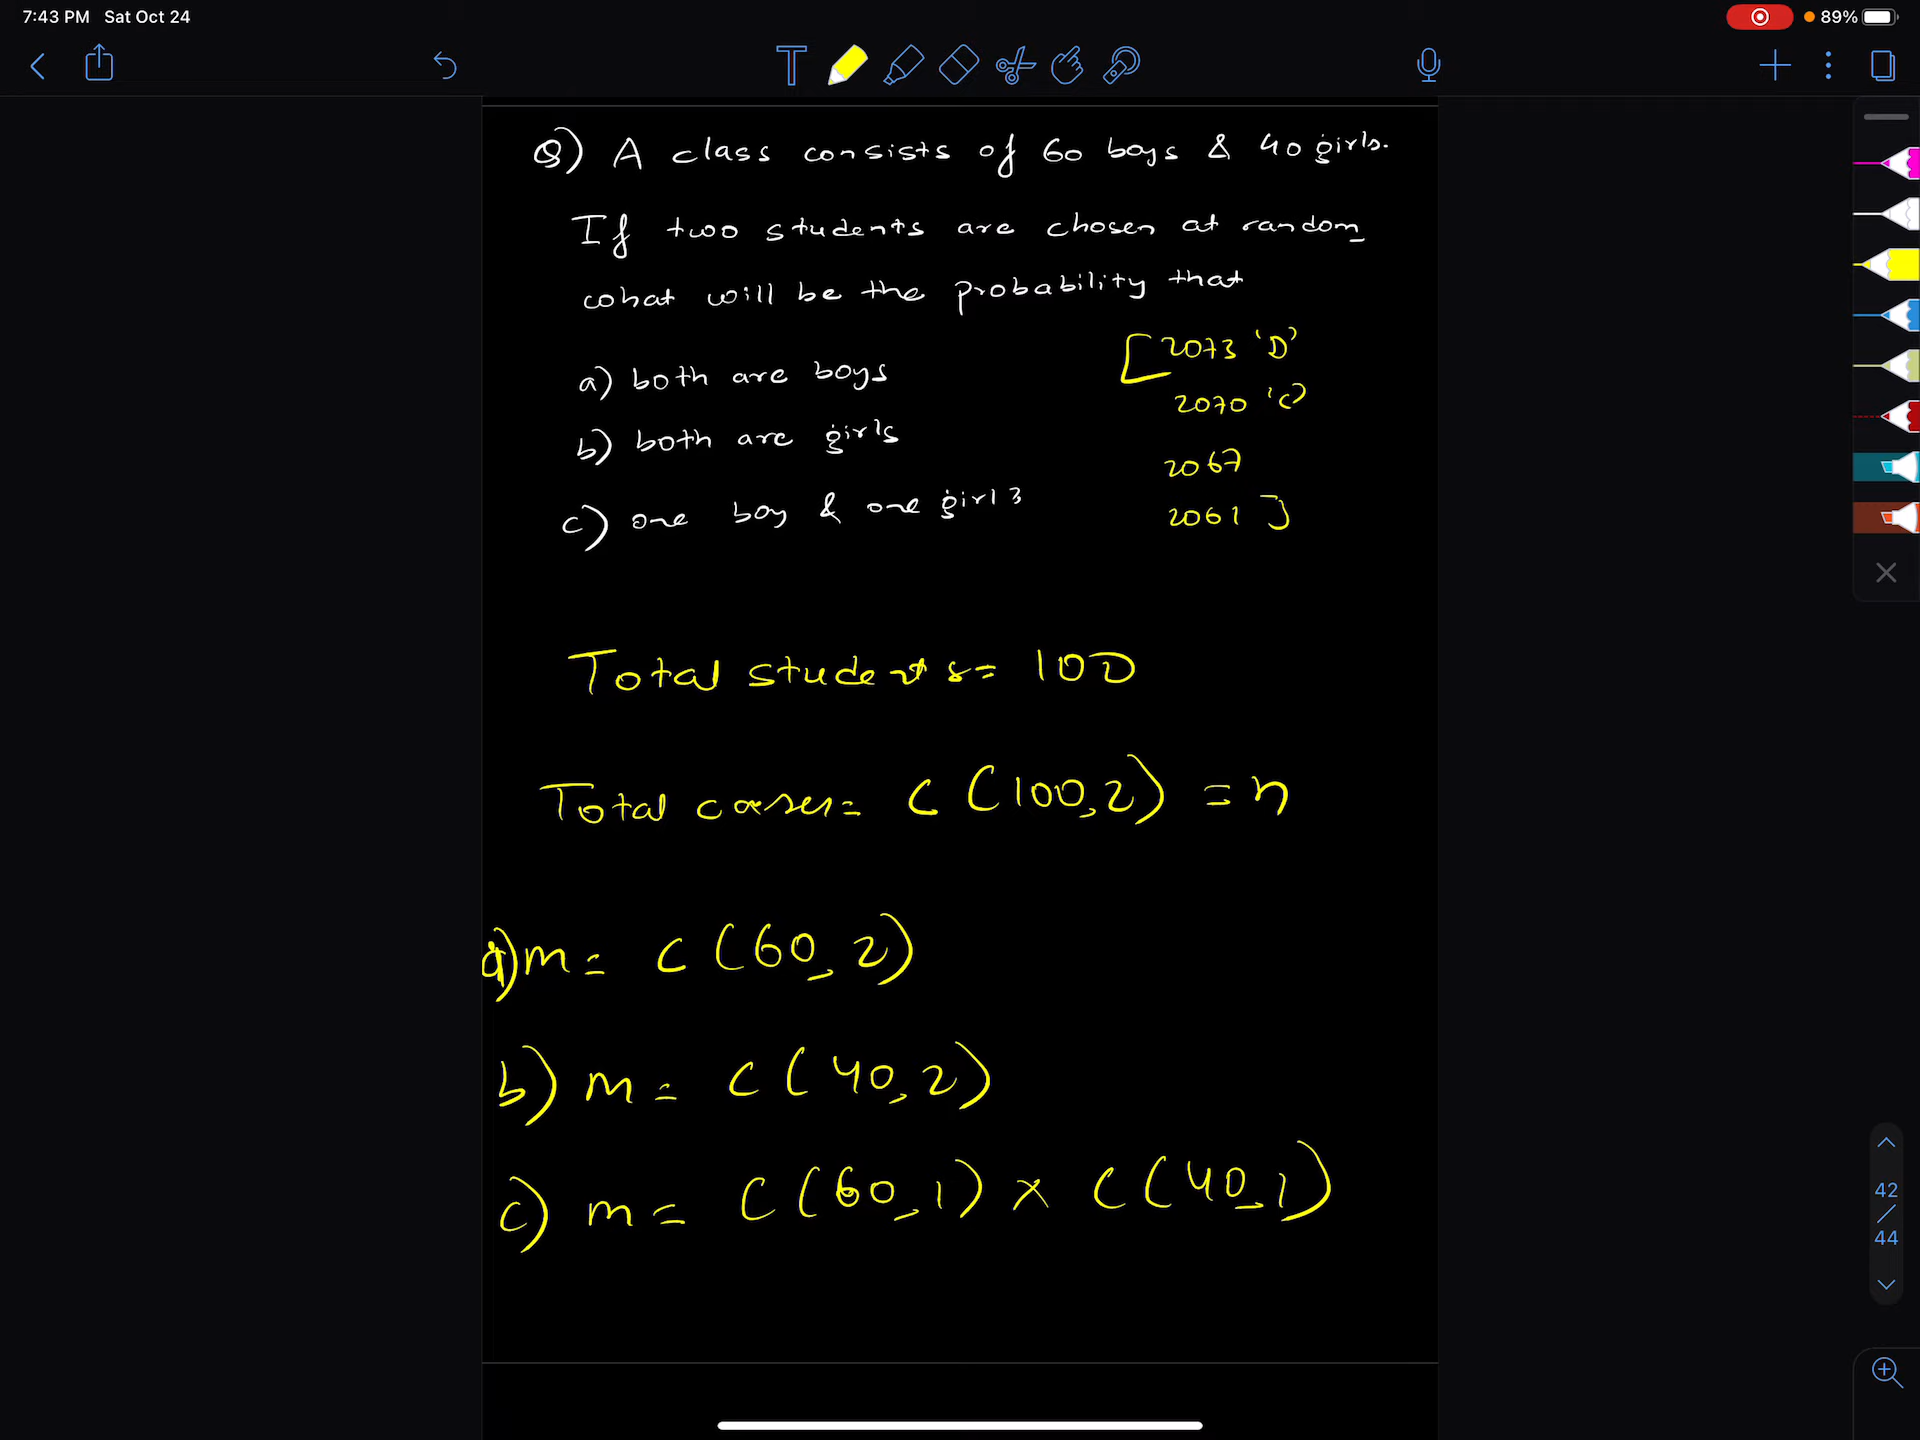 7:43 PM Sat Oct 24
89%
Q) A class consists of 60 boys & 40 girls.
If two students are chosen at random
what will be the probability that
a) both are boys
b) both are girls
c) one boy & one girl?
[2073 'D'
2070 'C'
2067
2061 ]
Total students = 100
Total cases = C (100,2) = n
a) m = C (60,2)
b) m = C (40,2)
c) m = C (60,1) x C (40,1)
42
/
44